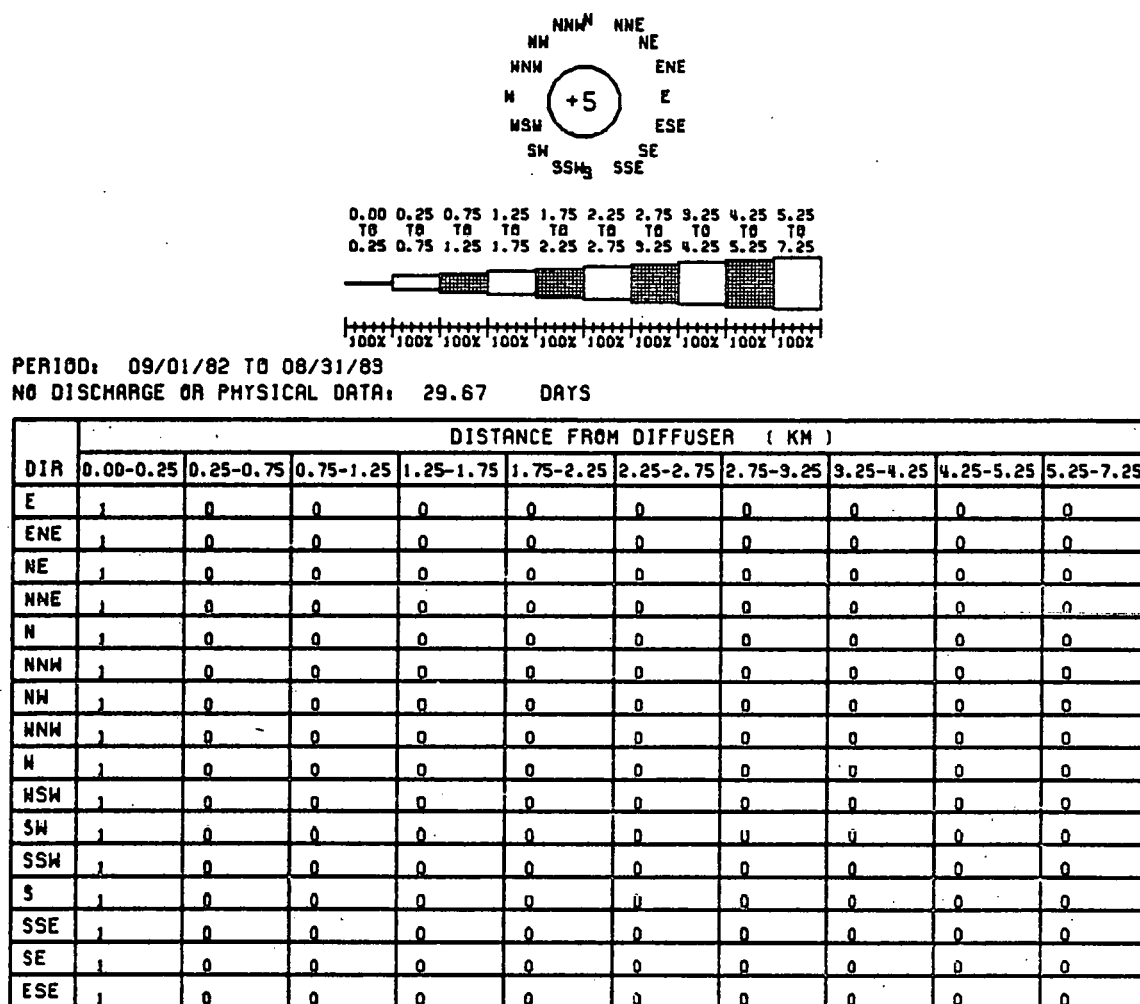 NNW N NNE
NW NE
WNW ENE
W +5 E
WSW ESE
SW SE
SSW S SSE
0.00 0.25 0.75 1.25 1.75 2.25 2.75 3.25 4.25 5.25
TO TO TO TO TO TO TO TO TO TO
0.25 0.75 1.25 1.75 2.25 2.75 3.25 4.25 5.25 7.25
100% 100% 100% 100% 100% 100% 100% 100% 100% 100%
PERIOD: 09/01/82 TO 08/31/83
NO DISCHARGE OR PHYSICAL DATA: 29.67 DAYS
DISTANCE FROM DIFFUSER ( KM )
DIR 0.00-0.25 0.25-0.75 0.75-1.25 1.25-1.75 1.75-2.25 2.25-2.75 2.75-3.25 3.25-4.25 4.25-5.25 5.25-7.25
E 1 0 0 0 0 0 0 0 0 0
ENE 1 0 0 0 0 0 0 0 0 0
NE 1 0 0 0 0 0 0 0 0 0
NNE 1 0 0 0 0 0 0 0 0 0
N 1 0 0 0 0 0 0 0 0 0
NNW 1 0 0 0 0 0 0 0 0 0
NW 1 0 0 0 0 0 0 0 0 0
WNW 1 0 0 0 0 0 0 0 0 0
W 1 0 0 0 0 0 0 0 0 0
WSW 1 0 0 0 0 0 0 0 0 0
SW 1 0 0 0 0 0 0 0 0 0
SSW 1 0 0 0 0 0 0 0 0 0
S 1 0 0 0 0 0 0 0 0 0
SSE 1 0 0 0 0 0 0 0 0 0
SE 1 0 0 0 0 0 0 0 0 0
ESE 1 0 0 0 0 0 0 0 0 0